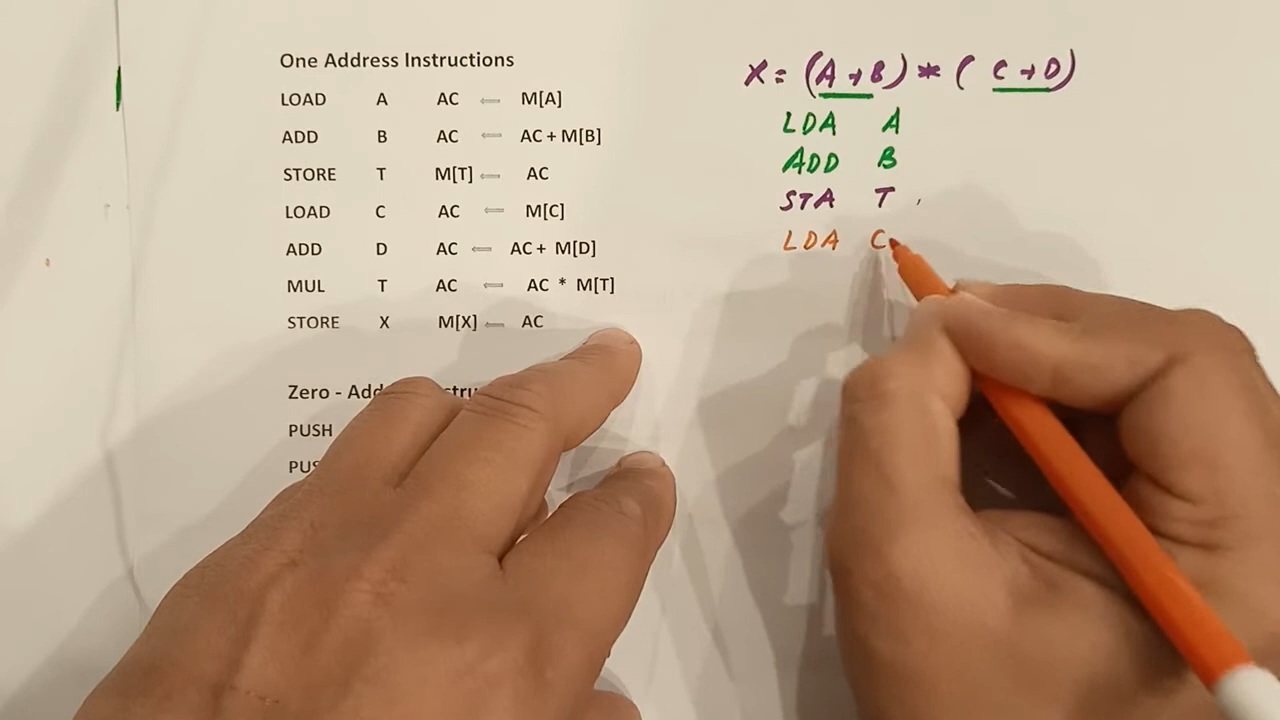 One Address Instructions
LOAD A AC ⟸ M[A]
ADD B AC ⟸ AC + M[B]
STORE T M[T] ⟸ AC
LOAD C AC ⟸ M[C]
ADD D AC ⟸ AC + M[D]
MUL T AC ⟸ AC * M[T]
STORE X M[X] ⟸ AC
Zero -
PUSH
X = (A+B) * ( C+D)
LDA A
ADD B
STA T
LDA C